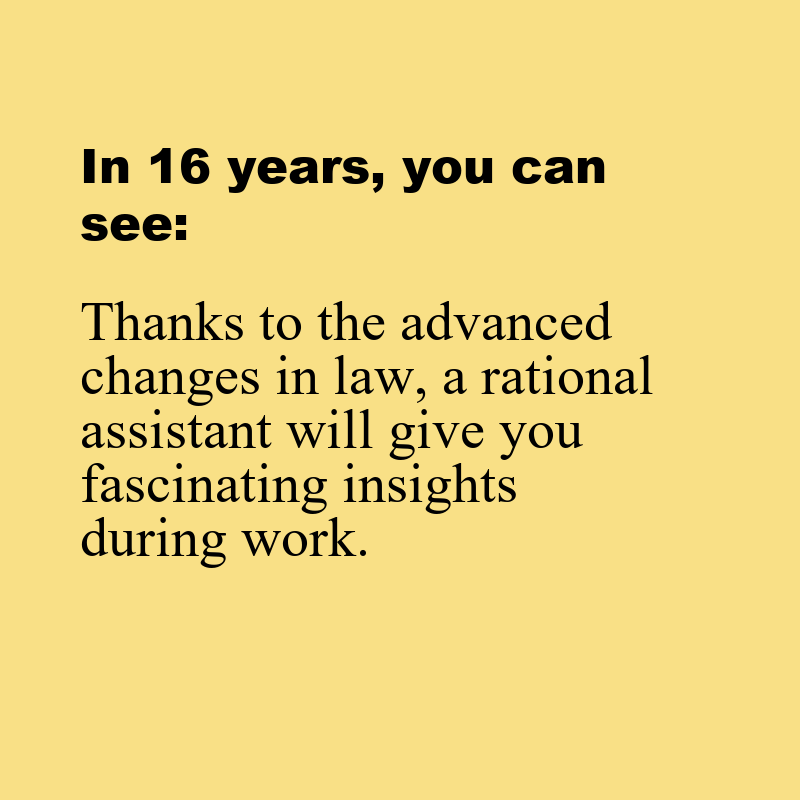 In 16 years, you can
see:
Thanks to the advanced
changes in law, a rational
assistant will give you
fascinating insights
during work.